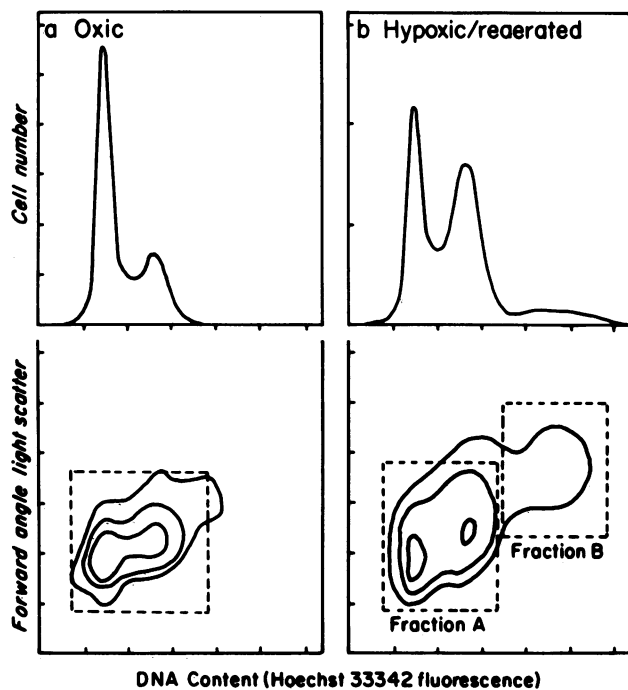 a Oxic
b Hypoxic/reaerated
Cell number
Forward angle light scatter
Fraction B
Fraction A
DNA Content (Hoechst 33342 fluorescence)